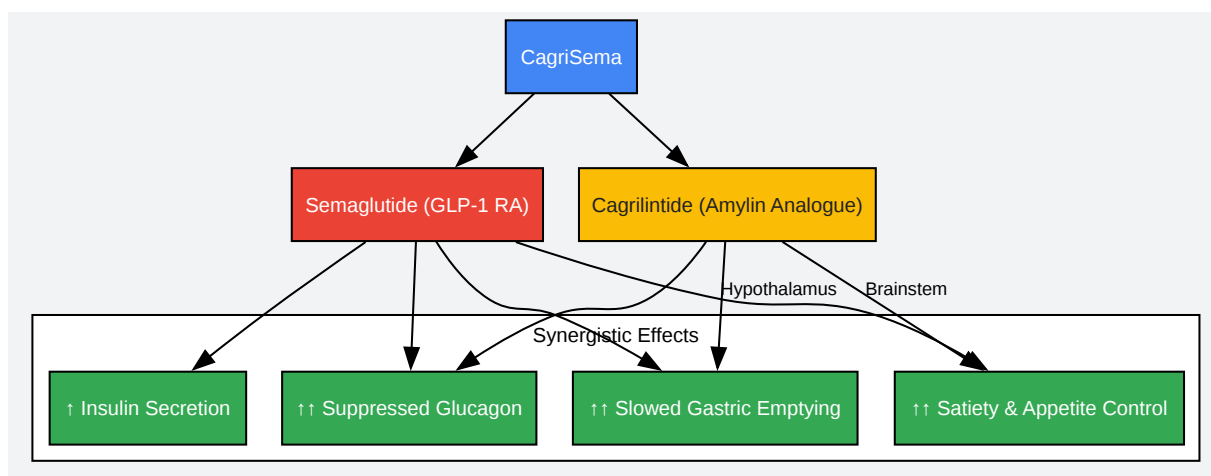 CagriSema
Semaglutide (GLP-1 RA)
Cagrilintide (Amylin Analogue)
Hypothalamus
Brainstem
Synergistic Effects
↑ Insulin Secretion
↑↑ Suppressed Glucagon
↑↑ Slowed Gastric Emptying
↑↑ Satiety & Appetite Control